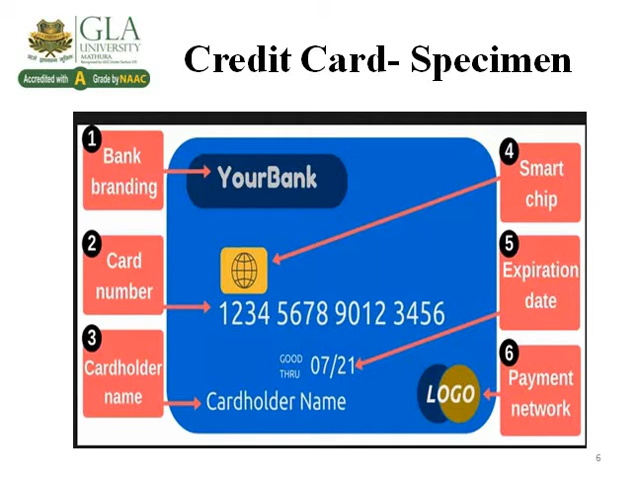 GLA
UNIVERSITY
MATHURA
Accredited with A Grade by NAAC
Credit Card- Specimen
1
Bank
branding
YourBank
2
Card
number
1234 5678 9012 3456
3
Cardholder
name
GOOD
THRU
07/21
Cardholder Name
LOGO
4
Smart
chip
5
Expiration
date
6
Payment
network
6